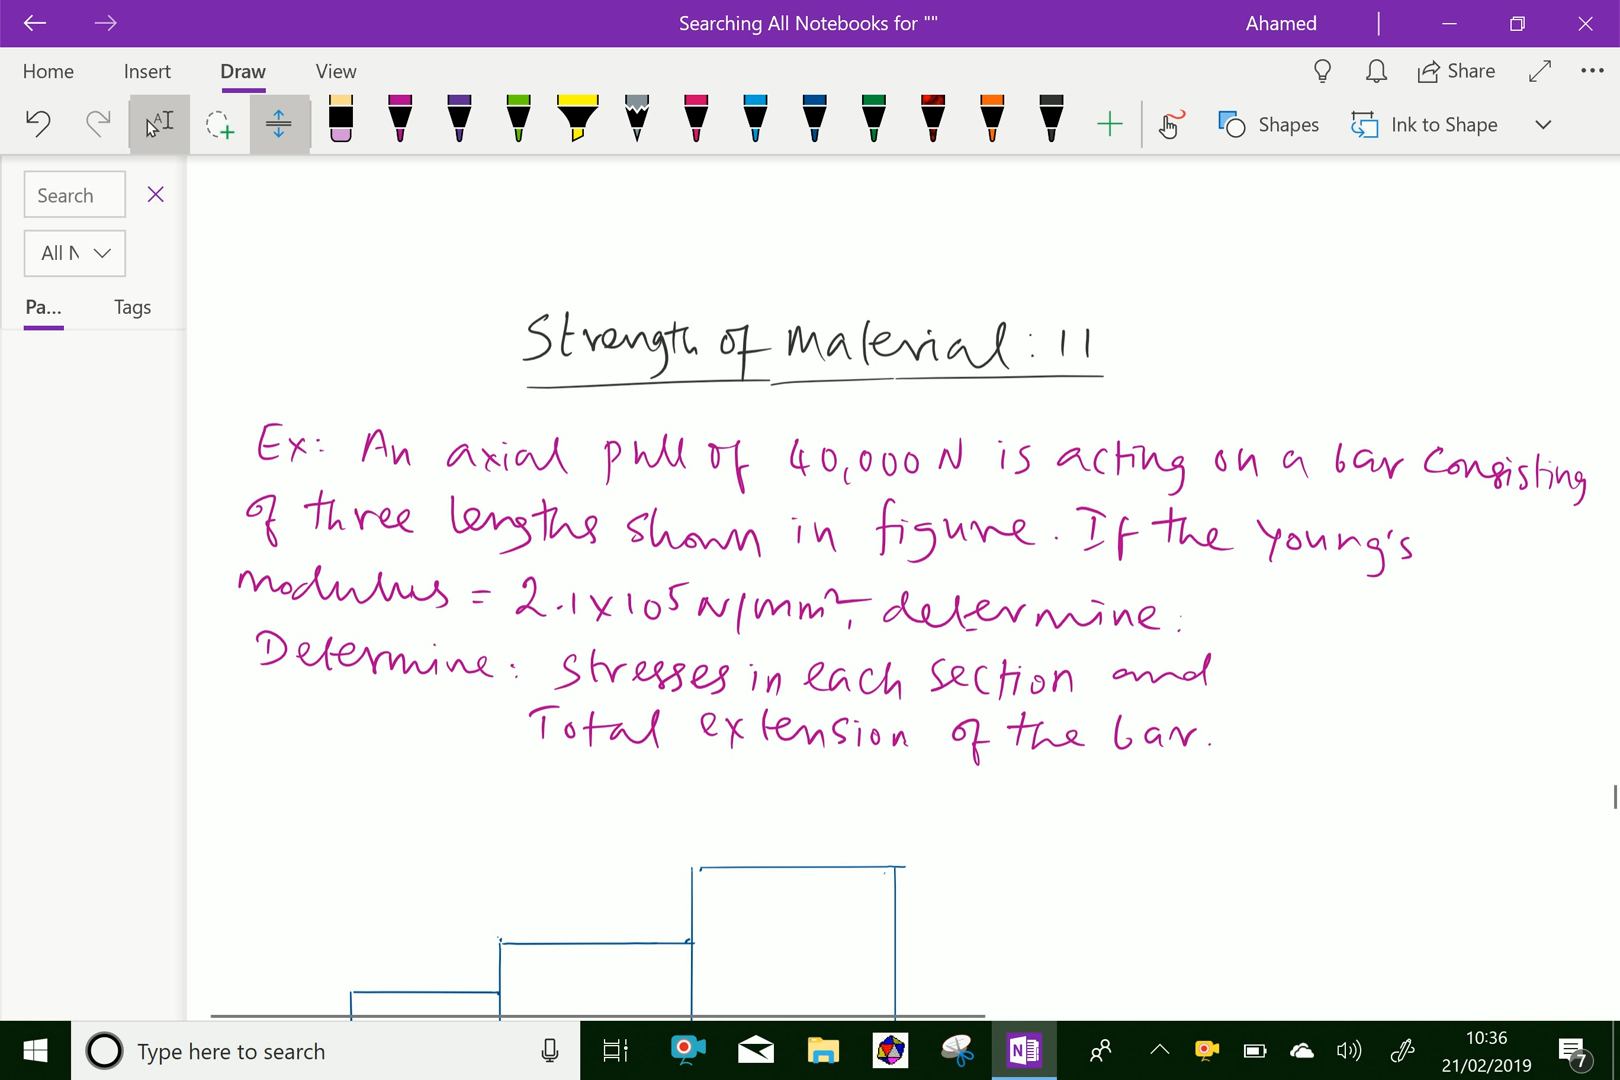 Searching All Notebooks for ""
Ahamed
Home Insert Draw View
Share
Shapes
Ink to Shape
Search
All N
Pa... Tags
Strength of Material: 11
Ex: An axial pull of 40,000 N is acting on a bar consisting
of three lengths shown in figure. If the Young's
modulus = 2.1x10⁵ N/mm², determine:
Determine: Stresses in each section and
Total extension of the bar.
Type here to search
N
10:36
21/02/2019
7